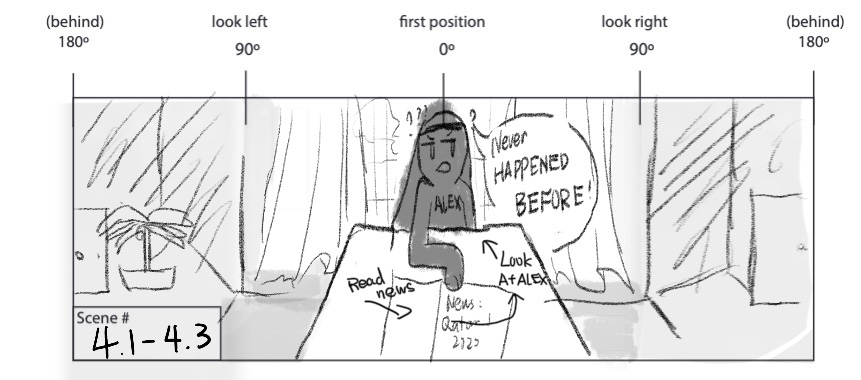 (behind)
180º
look left
90º
first position
0º
look right
90º
(behind)
180º
???
?
Never
HAPPENED
BEFORE!
ALEX
Look
At ALEX
Read
news
News:
Scene #
4.1-4.3